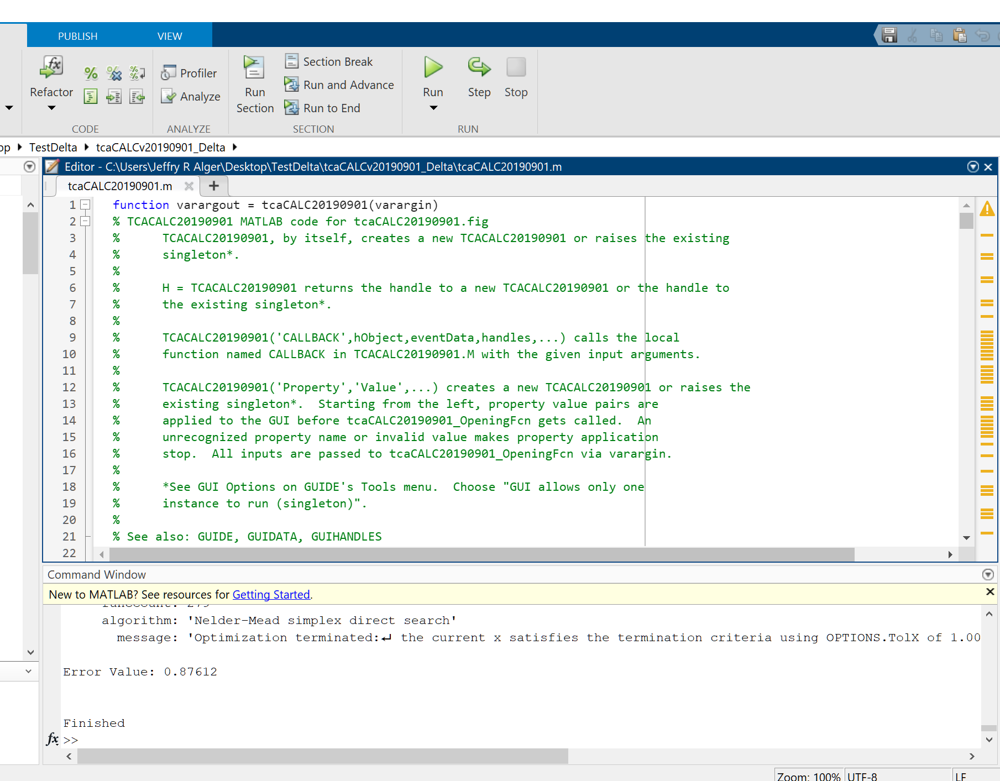 PUBLISH VIEW
Refactor
Profiler
Analyze
Run
Section
Section Break
Run and Advance
Run to End
Run
Step
Stop
CODE ANALYZE SECTION RUN
op TestDelta tcaCALCv20190901_Delta
Editor - C:\Users\Jeffry R Alger\Desktop\TestDelta\tcaCALCv20190901_Delta\tcaCALC20190901.m
tcaCALC20190901.m
1 function varargout = tcaCALC20190901(varargin)
2 % TCACALC20190901 MATLAB code for tcaCALC20190901.fig
3 %      TCACALC20190901, by itself, creates a new TCACALC20190901 or raises the existing
4 %      singleton*.
5 %
6 %      H = TCACALC20190901 returns the handle to a new TCACALC20190901 or the handle to
7 %      the existing singleton*.
8 %
9 %      TCACALC20190901('CALLBACK',hObject,eventData,handles,...) calls the local
10 %      function named CALLBACK in TCACALC20190901.M with the given input arguments.
11 %
12 %      TCACALC20190901('Property','Value',...) creates a new TCACALC20190901 or raises the
13 %      existing singleton*.  Starting from the left, property value pairs are
14 %      applied to the GUI before tcaCALC20190901_OpeningFcn gets called.  An
15 %      unrecognized property name or invalid value makes property application
16 %      stop.  All inputs are passed to tcaCALC20190901_OpeningFcn via varargin.
17 %
18 %      *See GUI Options on GUIDE's Tools menu.  Choose "GUI allows only one
19 %      instance to run (singleton)".
20 %
21 % See also: GUIDE, GUIDATA, GUIHANDLES
22
Command Window
New to MATLAB? See resources for Getting Started.
algorithm: 'Nelder-Mead simplex direct search'
message: 'Optimization terminated:↵ the current x satisfies the termination criteria using OPTIONS.TolX of 1.00
Error Value: 0.87612
Finished
fx >>
Zoom: 100% UTF-8 LF